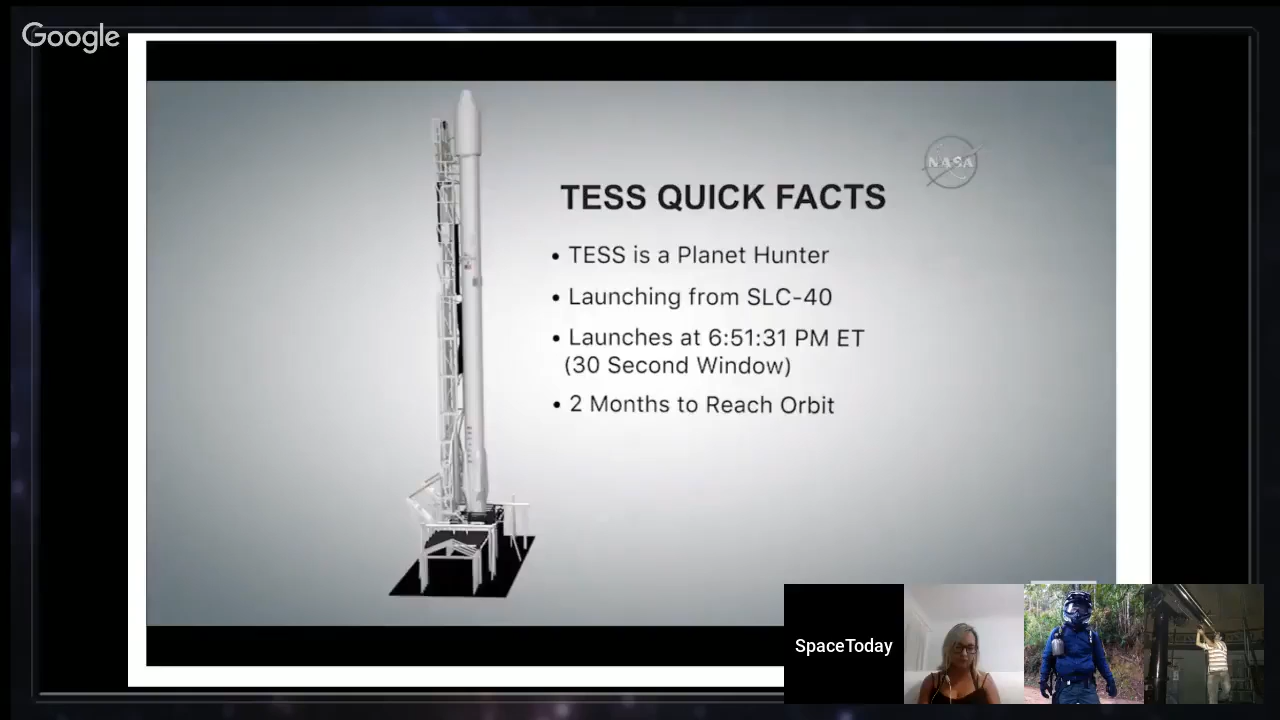 Google
NASA
TESS QUICK FACTS
• TESS is a Planet Hunter
• Launching from SLC-40
• Launches at 6:51:31 PM ET
(30 Second Window)
• 2 Months to Reach Orbit
SpaceToday